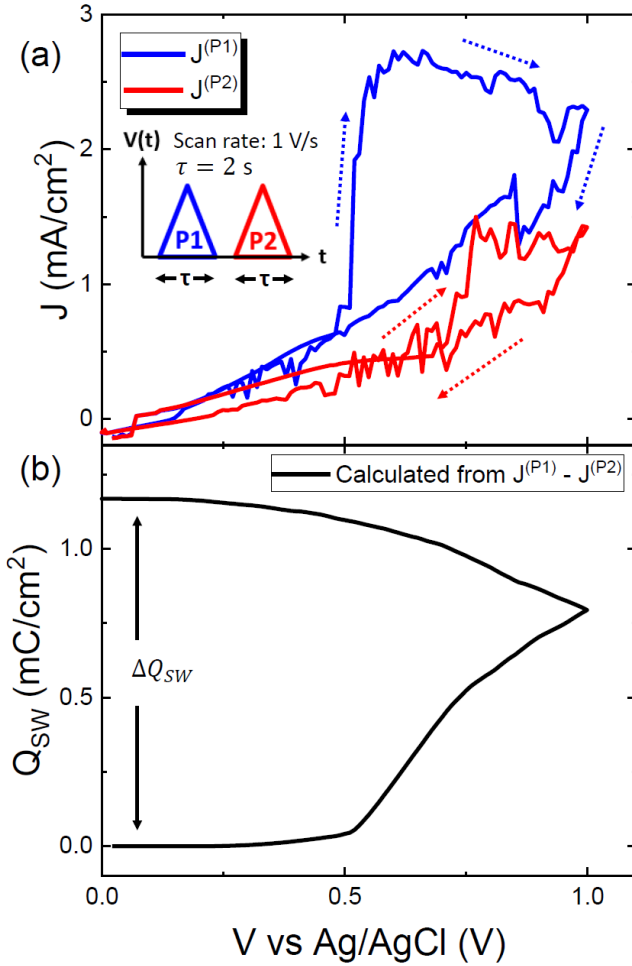 (a)
J^(P1)
J^(P2)
V(t)
Scan rate: 1 V/s
τ = 2 s
P1
P2
t
τ
τ
3
2
1
0
J (mA/cm²)
(b)
Calculated from J^(P1) - J^(P2)
ΔQ_SW
1.0
0.5
0.0
Q_SW (mC/cm²)
0.0
0.5
1.0
V vs Ag/AgCl (V)